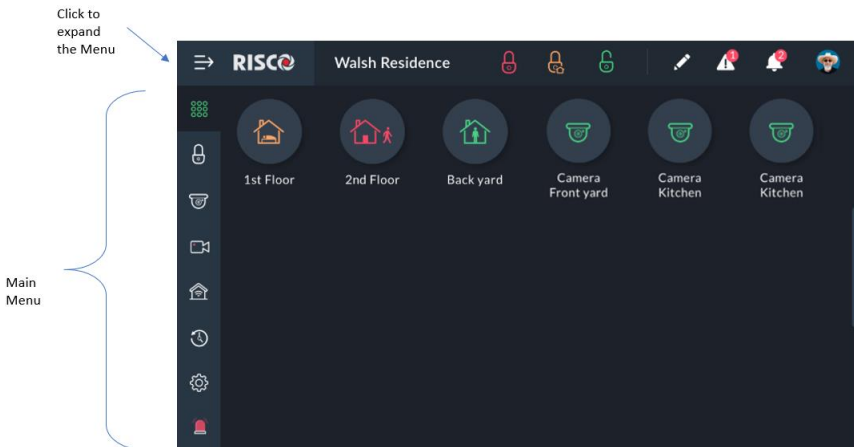 Click to
expand
the Menu
RISCO
Walsh Residence
1
2
1st Floor
2nd Floor
Back yard
Camera
Front yard
Camera
Kitchen
Camera
Kitchen
Main
Menu